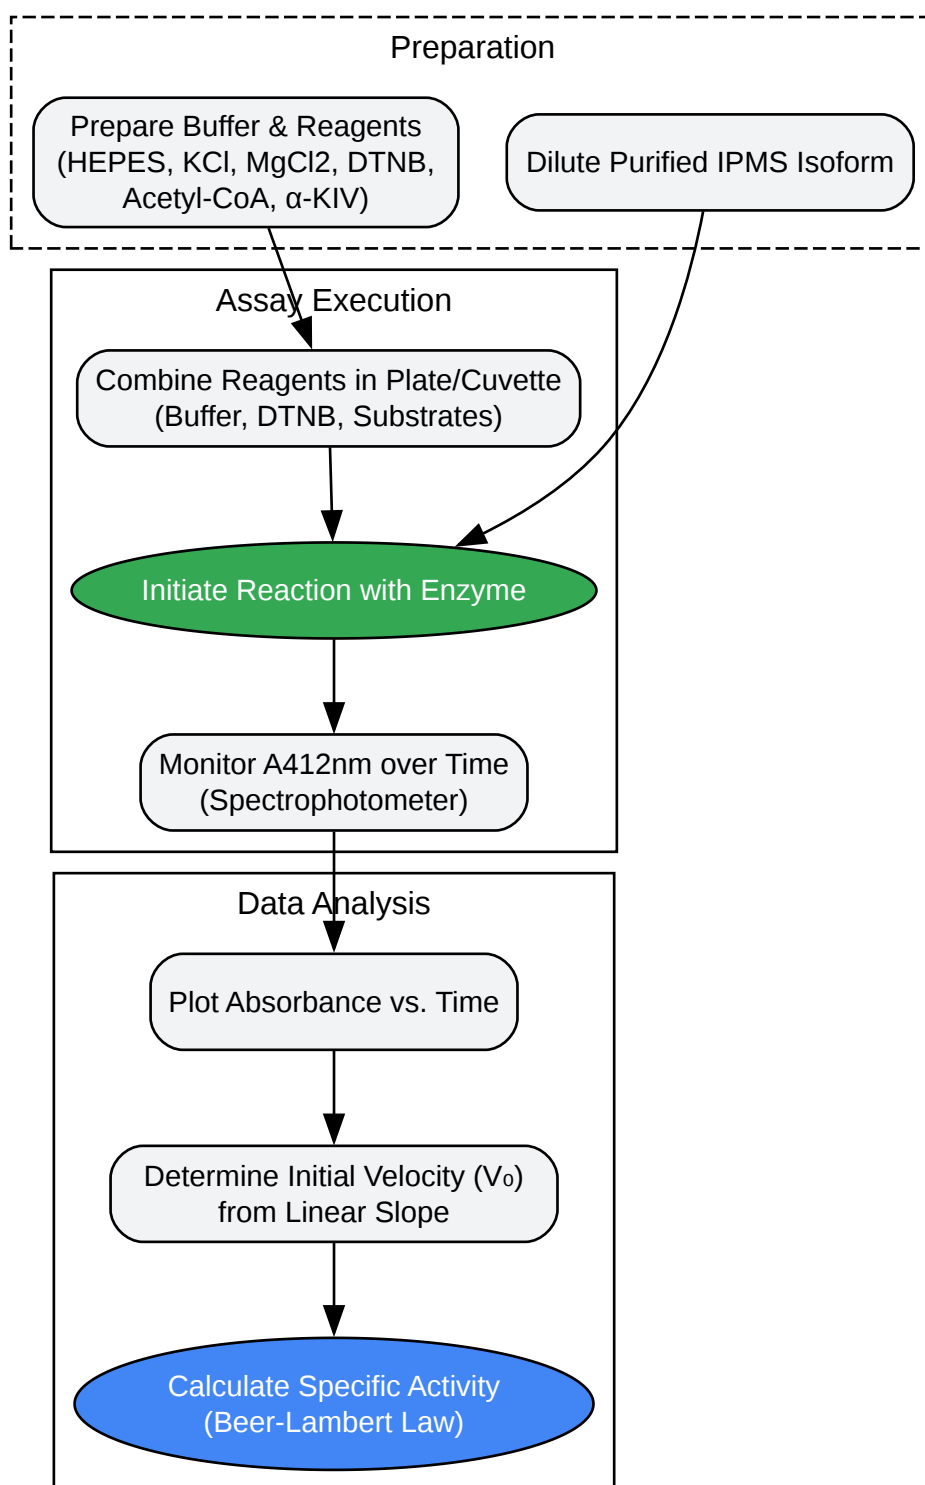 Preparation
Prepare Buffer & Reagents
(HEPES, KCl, MgCl2, DTNB,
Acetyl-CoA, α-KIV)
Dilute Purified IPMS Isoform
Assay Execution
Combine Reagents in Plate/Cuvette
(Buffer, DTNB, Substrates)
Initiate Reaction with Enzyme
Monitor A412nm over Time
(Spectrophotometer)
Data Analysis
Plot Absorbance vs. Time
Determine Initial Velocity (V₀)
from Linear Slope
Calculate Specific Activity
(Beer-Lambert Law)